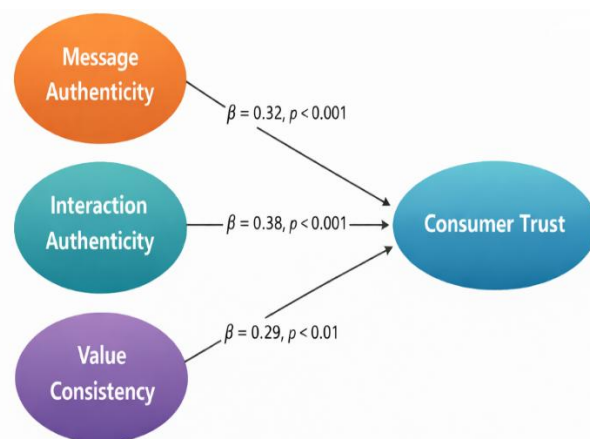 Message
Authenticity
β = 0.32, p < 0.001
Interaction
Authenticity
β = 0.38, p < 0.001
Consumer Trust
β = 0.29, p < 0.01
Value
Consistency